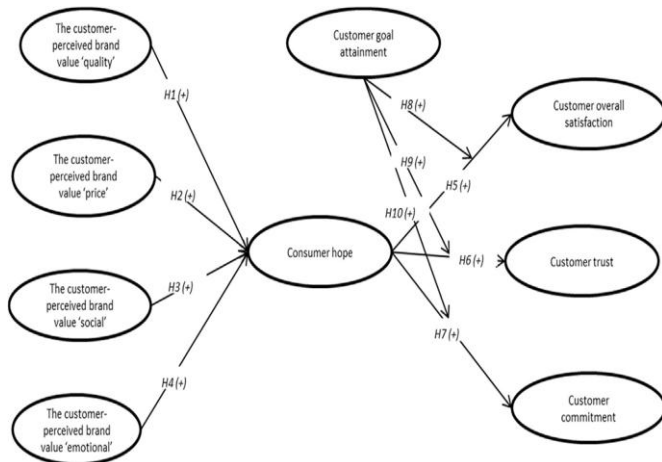 The customer-
perceived brand
value 'quality'
Customer goal
attainment
H1 (+)
H8 (+)
Customer overall
satisfaction
The customer-
perceived brand
value 'price'
H2 (+)
H9 (+)
H5 (+)
H10 (+)
Consumer hope
H6 (+)
Customer trust
The customer-
perceived brand
value 'social'
H3 (+)
H7 (+)
H4 (+)
The customer-
perceived brand
value 'emotional'
Customer
commitment